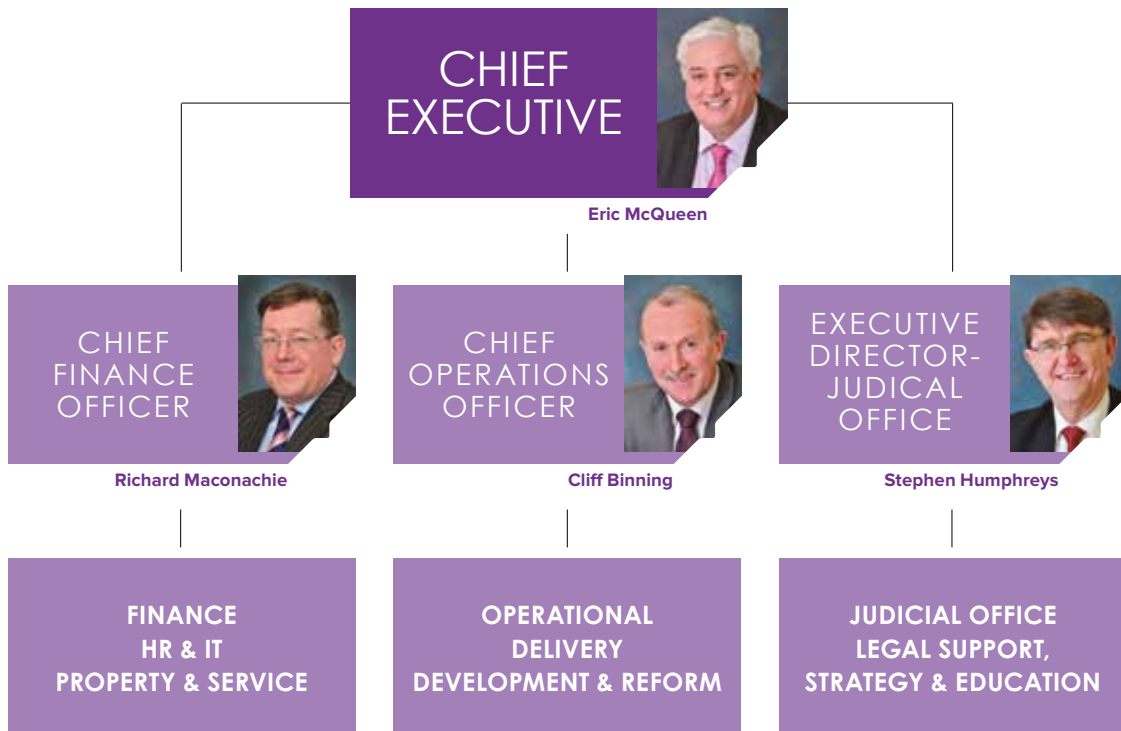 CHIEF
EXECUTIVE
Eric McQueen
CHIEF
FINANCE
OFFICER
Richard Maconachie
CHIEF
OPERATIONS
OFFICER
Cliff Binning
EXECUTIVE
DIRECTOR-
JUDICAL
OFFICE
Stephen Humphreys
FINANCE
HR & IT
PROPERTY & SERVICE
OPERATIONAL
DELIVERY
DEVELOPMENT & REFORM
JUDICIAL OFFICE
LEGAL SUPPORT,
STRATEGY & EDUCATION